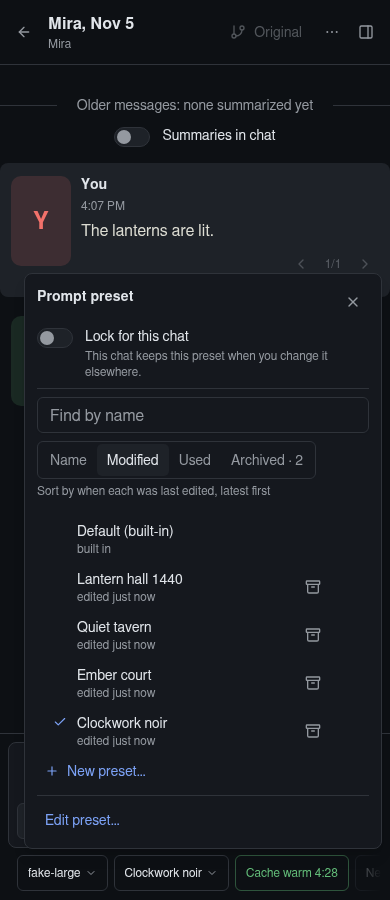 Mira, Nov 5
Mira
Original
Older messages: none summarized yet
Summaries in chat
Y
You
4:07 PM
The lanterns are lit.
1/1
Prompt preset
Lock for this chat
This chat keeps this preset when you change it
elsewhere.
Find by name
Name Modified Used Archived · 2
Sort by when each was last edited, latest first
Default (built-in)
built in
Lantern hall 1440
edited just now
Quiet tavern
edited just now
Ember court
edited just now
Clockwork noir
edited just now
New preset...
Edit preset...
fake-large Clockwork noir Cache warm 4:28